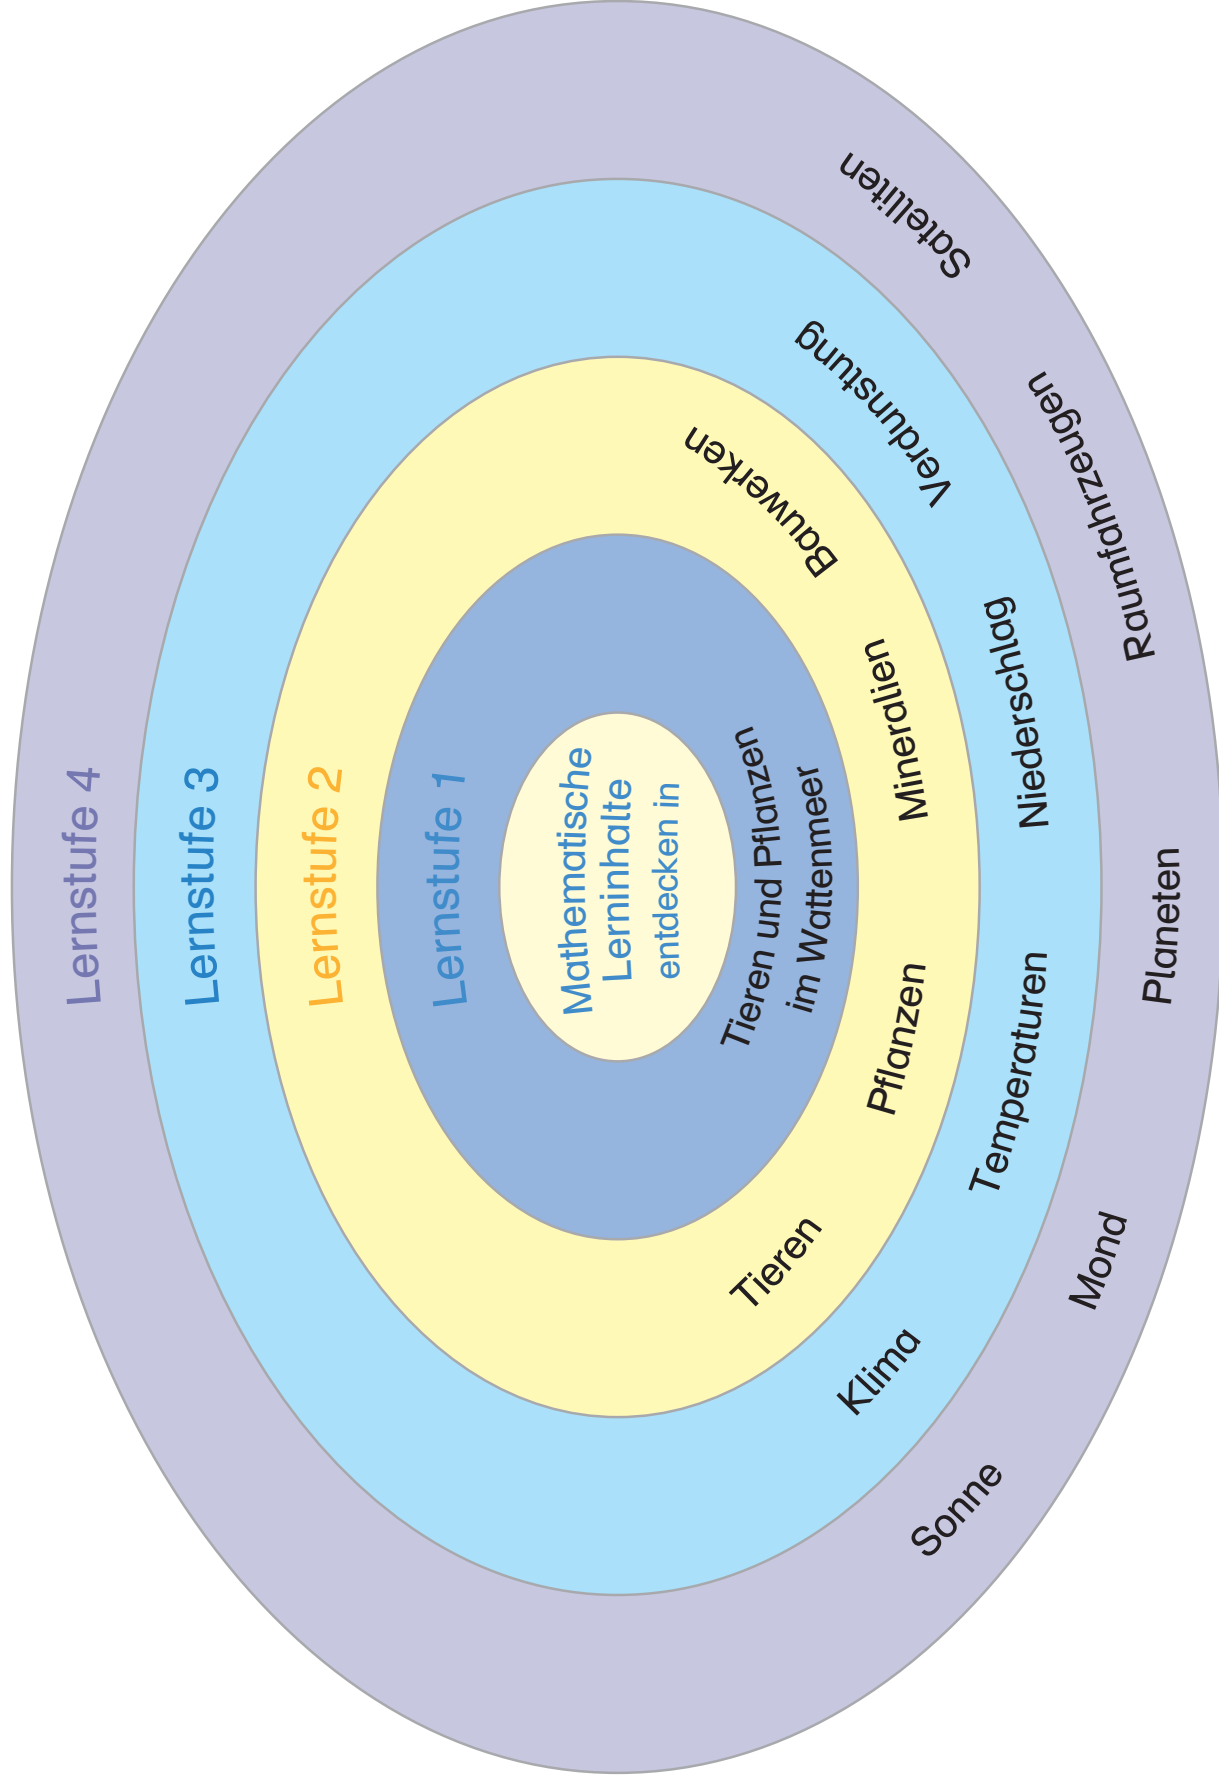 Lernstufe 4
Lernstufe 3
Lernstufe 2
Lernstufe 1
Mathematische
Lerninhalte
entdecken in
Tieren und Pflanzen
im Wattenmeer
Tieren
Pflanzen
Mineralien
Bauwerken
Klima
Temperaturen
Niederschlag
Verdunstung
Sonne
Mond
Planeten
Raumfahrzeugen
Satelliten